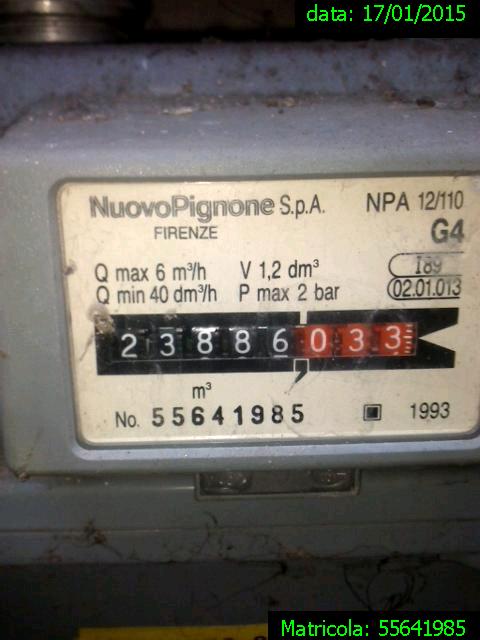 data: 17/01/2015
NuovoPignone S.p.A.
NPA 12/110
FIRENZE
G4
Q max 6 m³/h V 1,2 dm³
I89
Q min 40 dm³/h P max 2 bar
02.01.013
2 3 8 8 6 , 0 3 3
m³
No. 55641985
1993
Matricola: 55641985